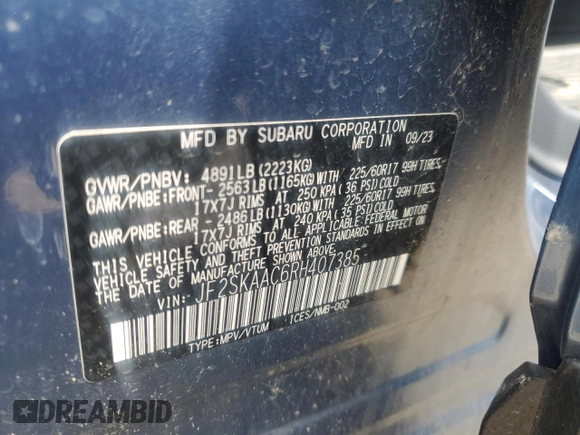 MFD BY SUBARU CORPORATION
MFD IN 09/23
GVWR/PNBV: 4891LB (2223KG)
GAWR/PNBE:FRONT- 2563LB(1165KG)WITH 225/60R17 99H TIRES,
17X7J RIMS AT 250 KPA(36 PSI)COLD
GAWR/PNBE:REAR - 2486LB(1130KG)WITH 225/60R17 99H TIRES,
17X7J RIMS AT 240 KPA(35 PSI)COLD
THIS VEHICLE CONFORMS TO ALL APPLICABLE FEDERAL MOTOR
VEHICLE SAFETY AND THEFT PREVENTION STANDARDS IN EFFECT
ON THE DATE OF MANUFACTURE SHOWN ABOVE.
VIN: JF2SKAAC6RH407385
TYPE:MPV/VTUM ICES/NMB-002
DREAMBID